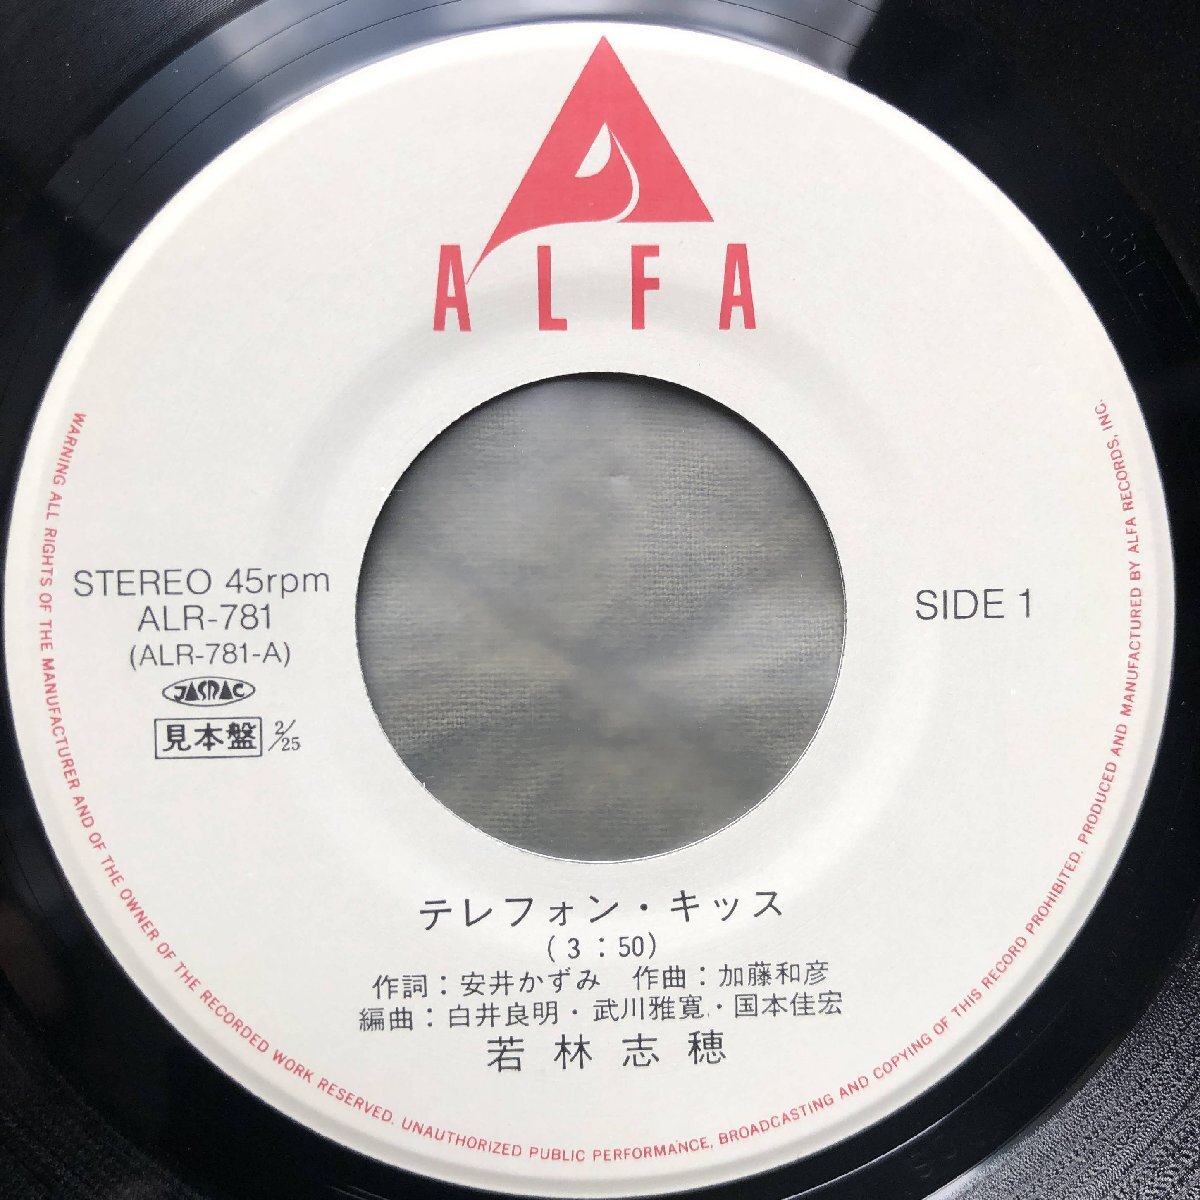 ALFA
STEREO 45rpm
ALR-781
(ALR-781-A)
JASRAC
見本盤 2/25
SIDE 1
テレフォン・キッス
(3:50)
作詞：安井かずみ 作曲：加藤和彦
編曲：白井良明・武川雅寛・国本佳宏
若林志穂
WARNING ALL RIGHTS OF THE MANUFACTURER AND OF THE OWNER OF THE RECORDED WORK RESERVED. UNAUTHORIZED PUBLIC PERFORMANCE, BROADCASTING AND COPYING OF THIS RECORD PROHIBITED. PRODUCED AND MANUFACTURED BY ALFA RECORDS, INC.